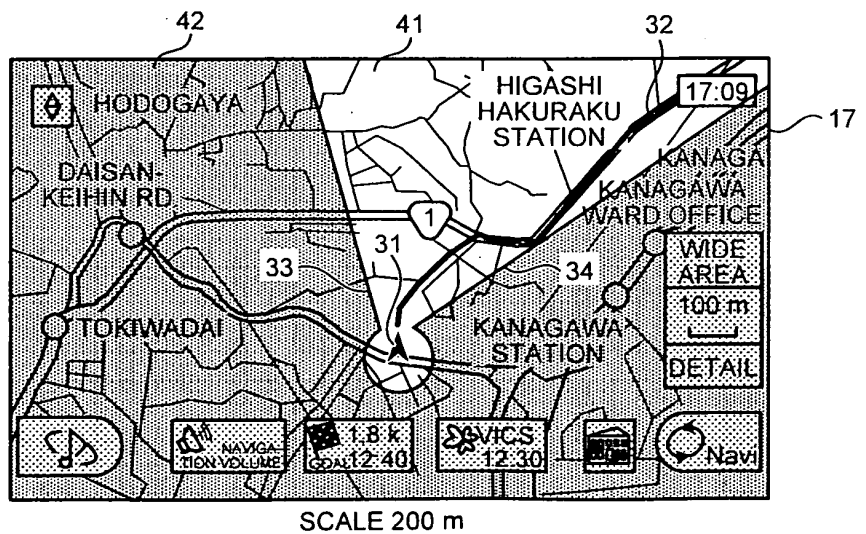 42
41
32
HODOGAYA
HIGASHI
HAKURAKU
STATION
17:09
17
DAISAN-
KEIHIN RD.
KANAGA
KANAGAWA
WARD OFFICE
1
31
33
34
WIDE
AREA
100 m
TOKIWADAI
KANAGAWA
STATION
DETAIL
NAVIGA-
TION VOLUME
1.8 k
GOAL 12:40
VICS
12:30
Navi
SCALE 200 m